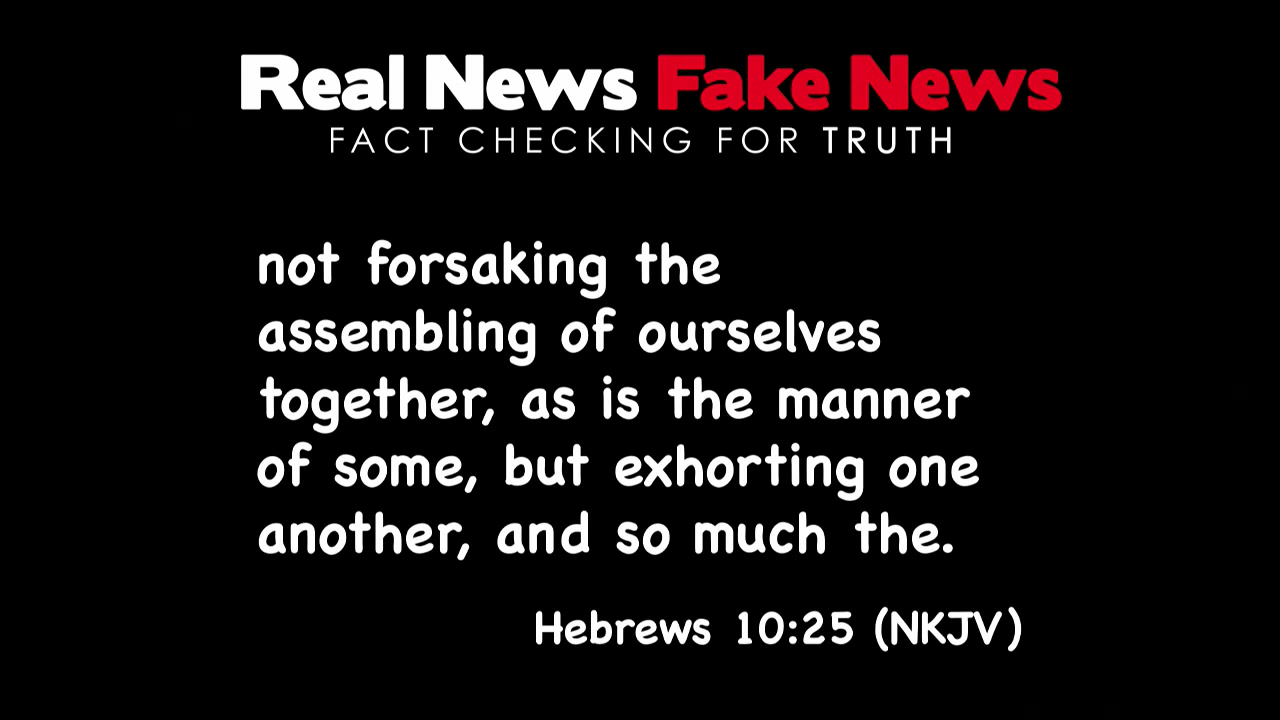 Real News Fake News
FACT CHECKING FOR TRUTH
not forsaking the
assembling of ourselves
together, as is the manner
of some, but exhorting one
another, and so much the.
Hebrews 10:25 (NKJV)